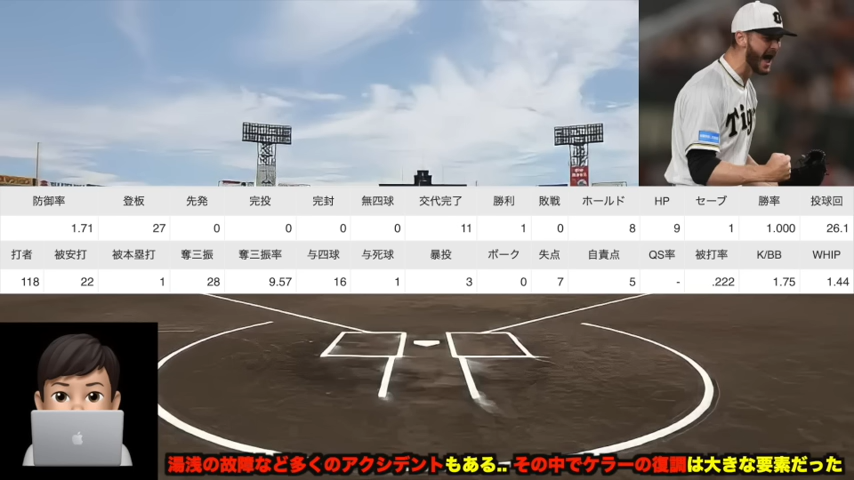 Tig
防御率 登板 先発 完投 完封 無四球 交代完了 勝利 敗戦 ホールド HP セーブ 勝率 投球回
1.71 27 0 0 0 0 11 1 0 8 9 1 1.000 26.1
打者 被安打 被本塁打 奪三振 奪三振率 与四球 与死球 暴投 ボーク 失点 自責点 QS率 被打率 K/BB WHIP
118 22 1 28 9.57 16 1 3 0 7 5 - .222 1.75 1.44
湯浅の故障など多くのアクシデントもある.. その中でケラーの復調は大きな要素だった